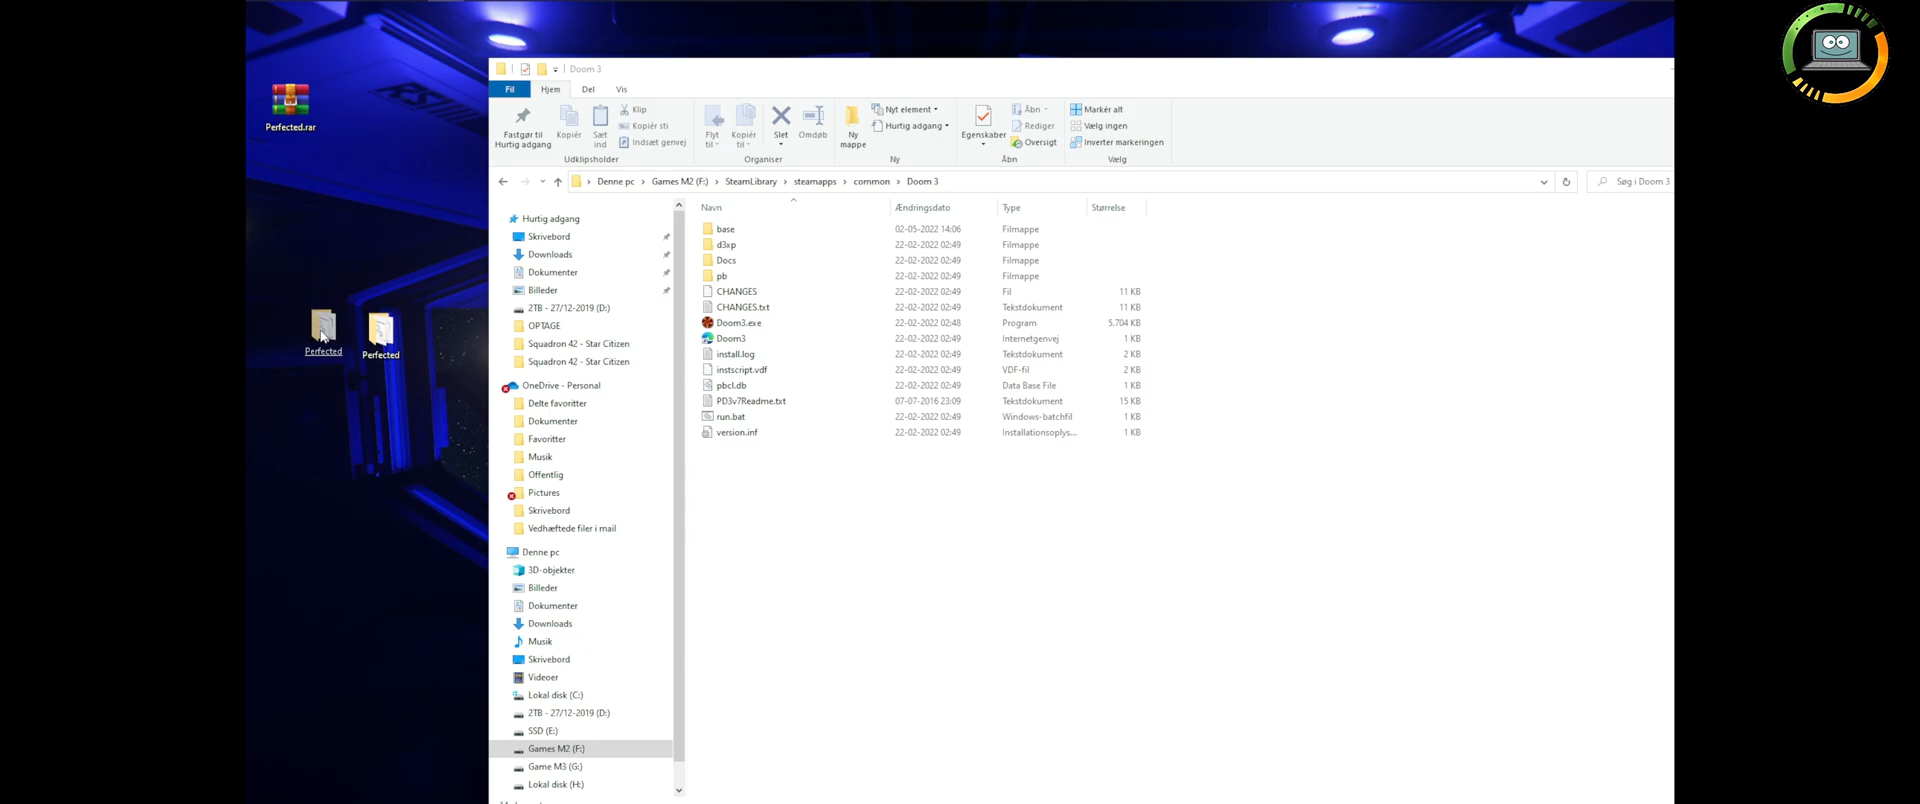 Perfected.rar
Perfected
Perfected
Doom 3
Fil
Hjem
Del
Vis
Fastgør til
Hurtig adgang
Kopiér
Sæt
ind
Klip
Kopiér sti
Indsæt genvej
Udklipsholder
Flyt
til
Kopiér
til
Slet
Omdøb
Organiser
Ny
mappe
Nyt element
Hurtig adgang
Ny
Egenskaber
Åbn
Rediger
Oversigt
Åbn
Markér alt
Vælg ingen
Inverter markeringen
Vælg
Denne pc › Games M2 (F:) › SteamLibrary › steamapps › common › Doom 3
Søg i Doom 3
Hurtig adgang
Skrivebord
Downloads
Dokumenter
Billeder
2TB - 27/12-2019 (D:)
OPTAGE
Squadron 42 - Star Citizen
Squadron 42 - Star Citizen
OneDrive - Personal
Delte favoritter
Dokumenter
Favoritter
Musik
Offentlig
Pictures
Skrivebord
Vedhæftede filer i mail
Denne pc
3D-objekter
Billeder
Dokumenter
Downloads
Musik
Skrivebord
Videoer
Lokal disk (C:)
2TB - 27/12-2019 (D:)
SSD (E:)
Games M2 (F:)
Game M3 (G:)
Lokal disk (H:)
Navn Ændringsdato Type Størrelse
base 02-05-2022 14:06 Filmappe
d3xp 22-02-2022 02:49 Filmappe
Docs 22-02-2022 02:49 Filmappe
pb 22-02-2022 02:49 Filmappe
CHANGES 22-02-2022 02:49 Fil 11 KB
CHANGES.txt 22-02-2022 02:49 Tekstdokument 11 KB
Doom3.exe 22-02-2022 02:48 Program 5.704 KB
Doom3 22-02-2022 02:49 Internetgenvej 1 KB
install.log 22-02-2022 02:49 Tekstdokument 2 KB
instscript.vdf 22-02-2022 02:49 VDF-fil 2 KB
pbcl.db 22-02-2022 02:49 Data Base File 1 KB
PD3v7Readme.txt 07-07-2016 23:09 Tekstdokument 15 KB
run.bat 22-02-2022 02:49 Windows-batchfil 1 KB
version.inf 22-02-2022 02:49 Installationsoplys... 1 KB